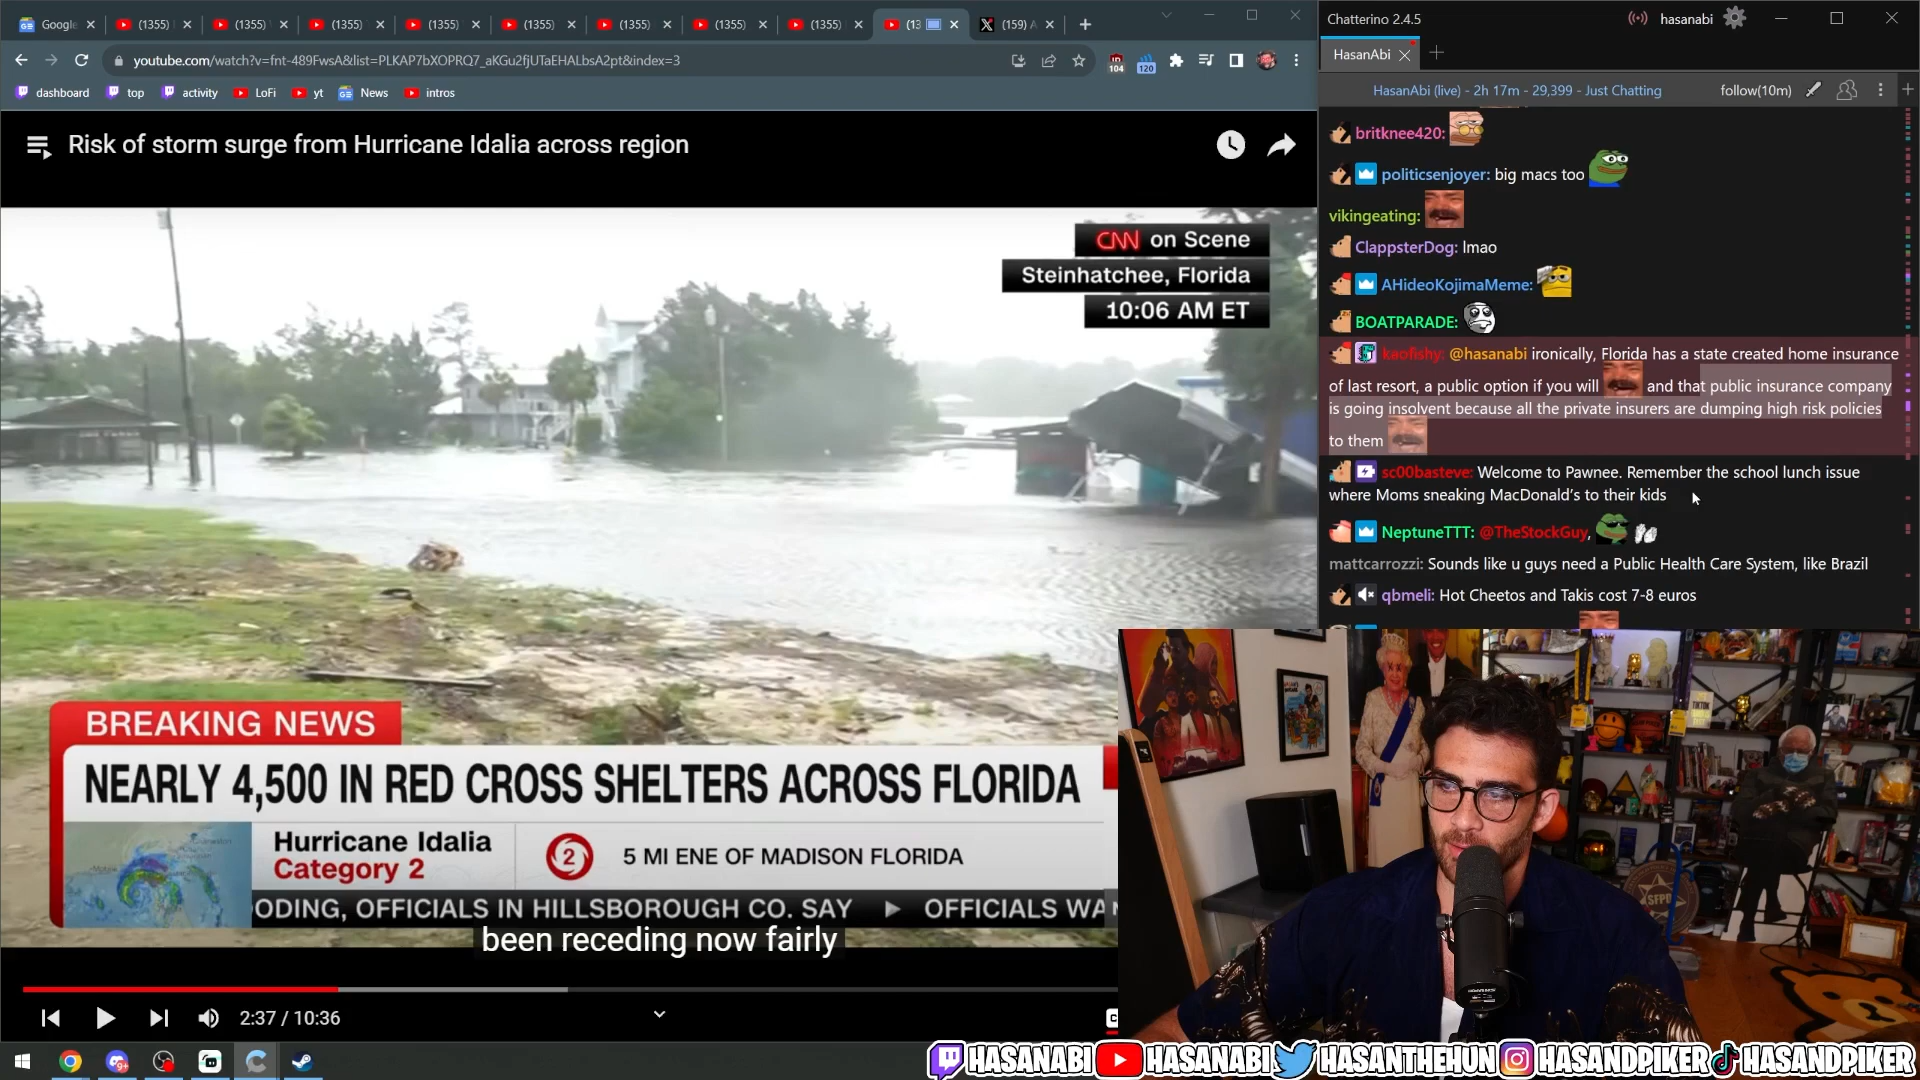 Google
(1355)
(1355)
(1355)
(1355)
(1355)
(1355)
(1355)
(1355)
(13
(159) A
youtube.com/watch?v=fnt-489FwsA&list=PLKAP7bXOPRQ7_aKGu2fjUTaEHALbsA2pt&index=3
104
120
dashboard
top
activity
LoFi
yt
News
intros
Risk of storm surge from Hurricane Idalia across region
CNN on Scene
Steinhatchee, Florida
10:06 AM ET
BREAKING NEWS
NEARLY 4,500 IN RED CROSS SHELTERS ACROSS FLORIDA
Hurricane Idalia
Category 2
2
5 MI ENE OF MADISON FLORIDA
ODING, OFFICIALS IN HILLSBOROUGH CO. SAY ▶ OFFICIALS WA
been receding now fairly
2:37 / 10:36
Chatterino 2.4.5
hasanabi
HasanAbi
HasanAbi (live) - 2h 17m - 29,399 - Just Chatting
follow(10m)
britknee420:
politicsenjoyer: big macs too
vikingeating:
ClappsterDog: lmao
AHideoKojimaMeme:
BOATPARADE:
kaofishy: @hasanabi ironically, Florida has a state created home insurance
of last resort, a public option if you will and that public insurance company
is going insolvent because all the private insurers are dumping high risk policies
to them
sc00basteve: Welcome to Pawnee. Remember the school lunch issue
where Moms sneaking MacDonald's to their kids
NeptuneTTT: @TheStockGuy,
mattcarrozzi: Sounds like u guys need a Public Health Care System, like Brazil
qbmeli: Hot Cheetos and Takis cost 7-8 euros
HASANABI
HASANABI
HASANTHEHUN
HASANDPIKER
HASANDPIKER